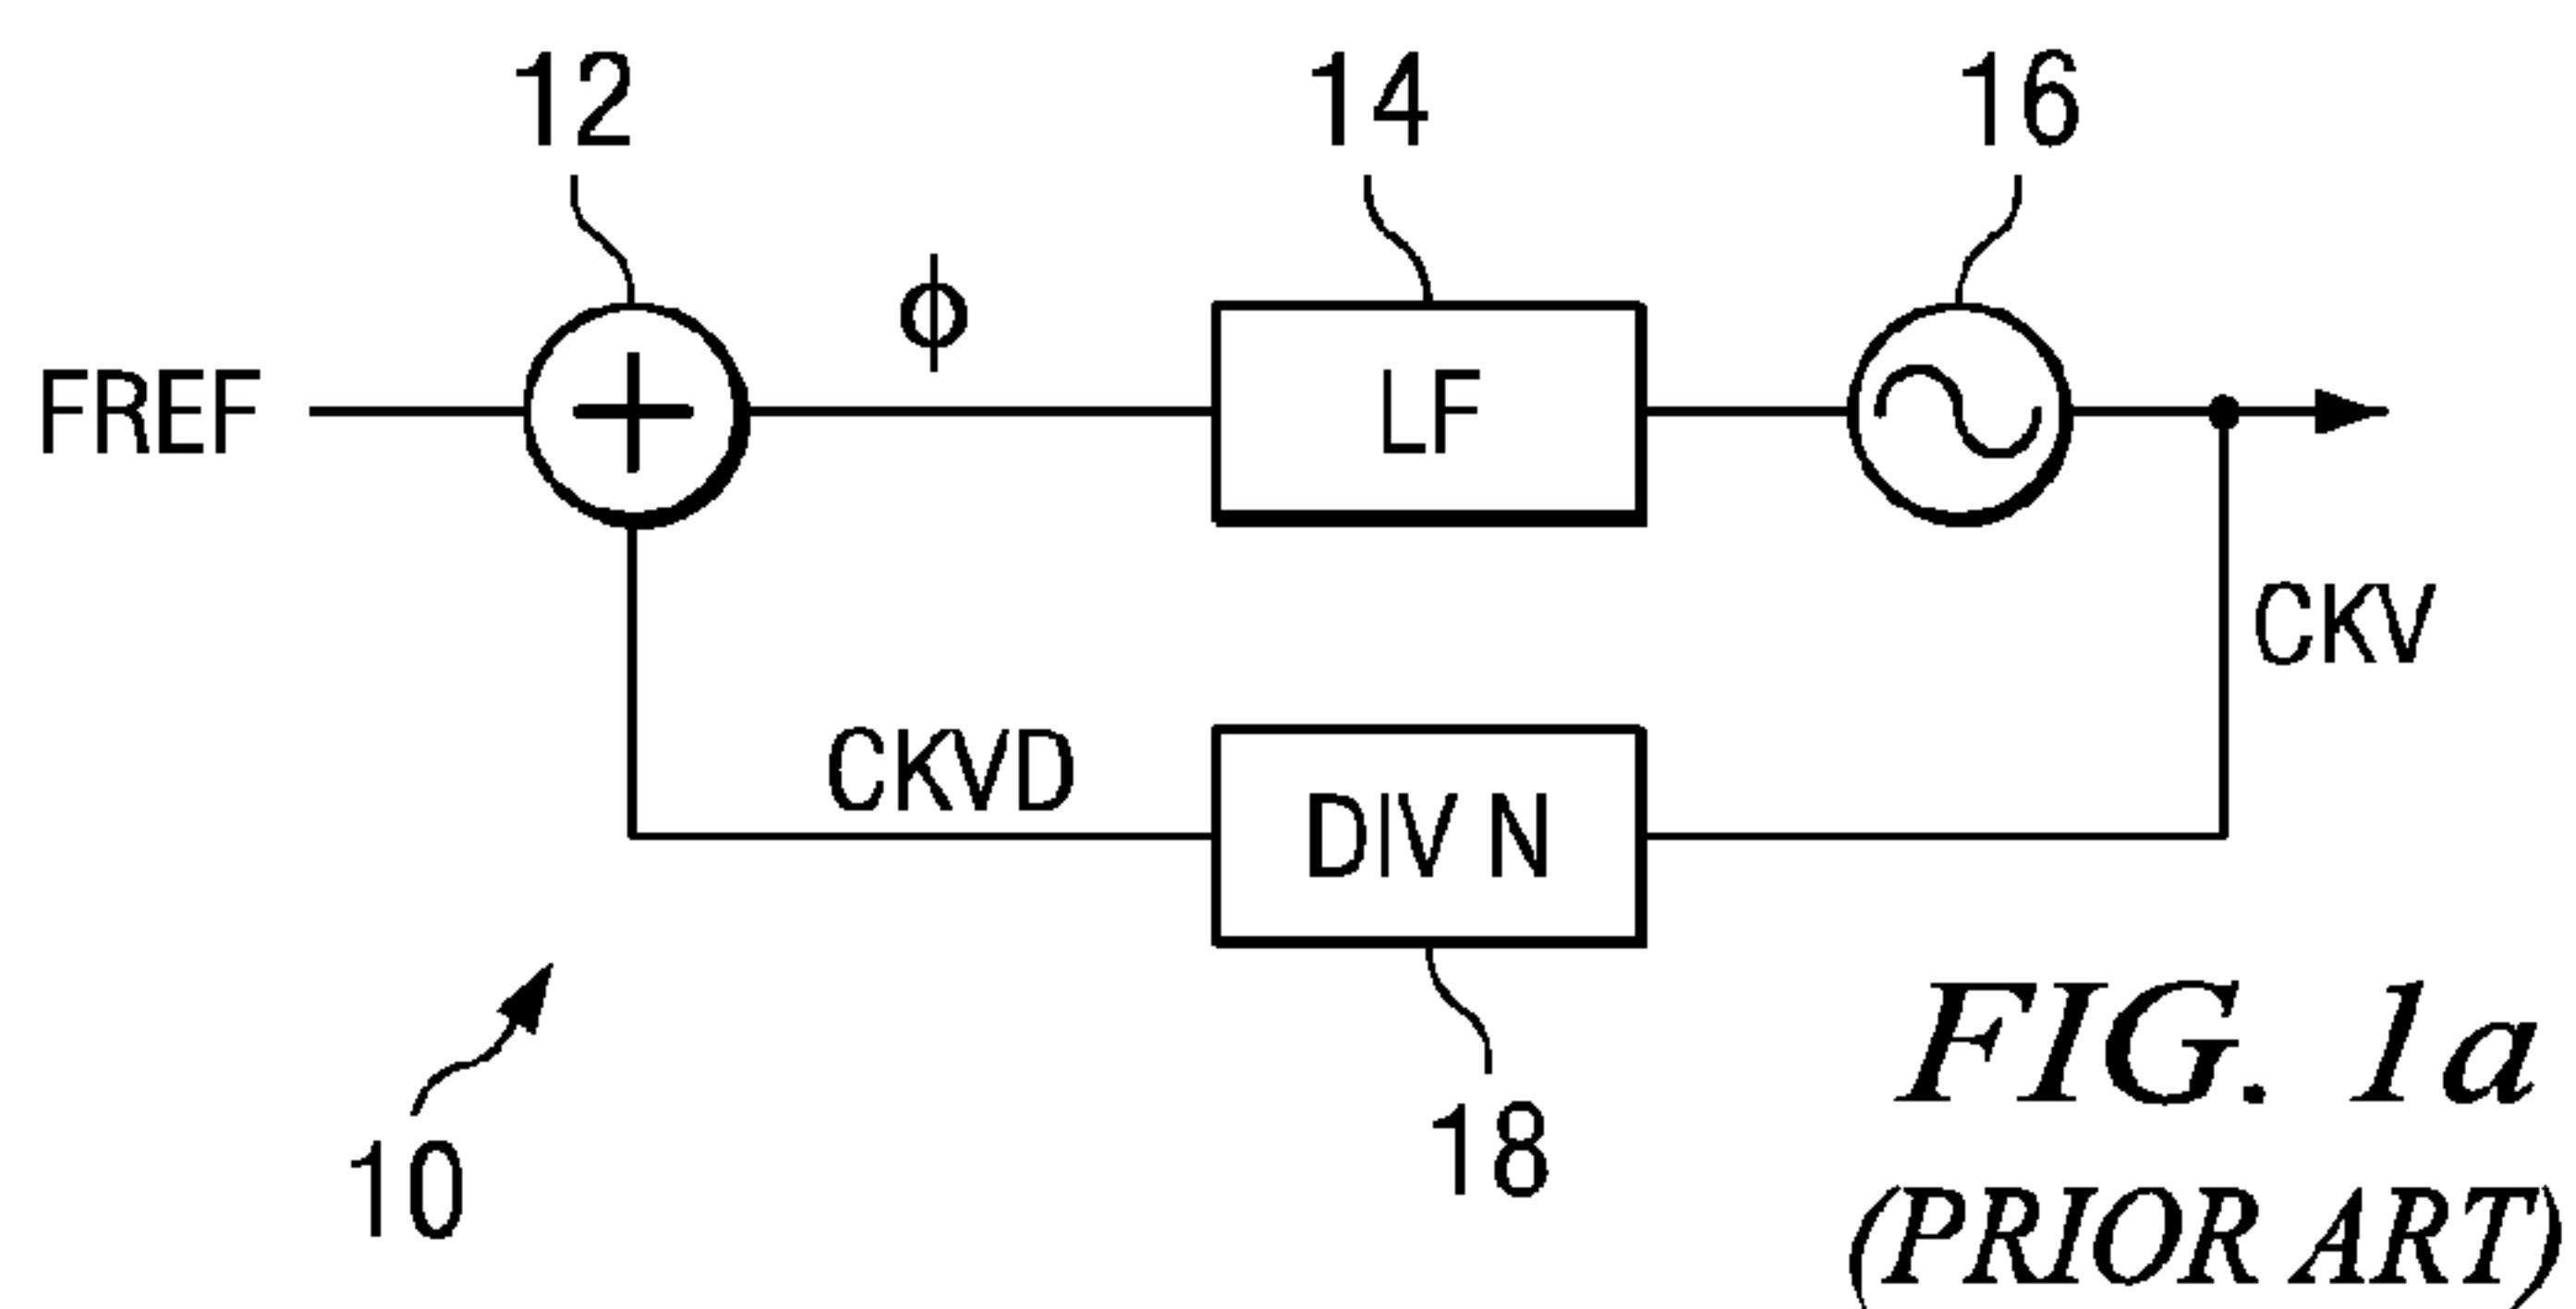 12
14
16
FREF
ϕ
LF
CKV
CKVD
DIV N
10
18
FIG. 1a
(PRIOR ART)